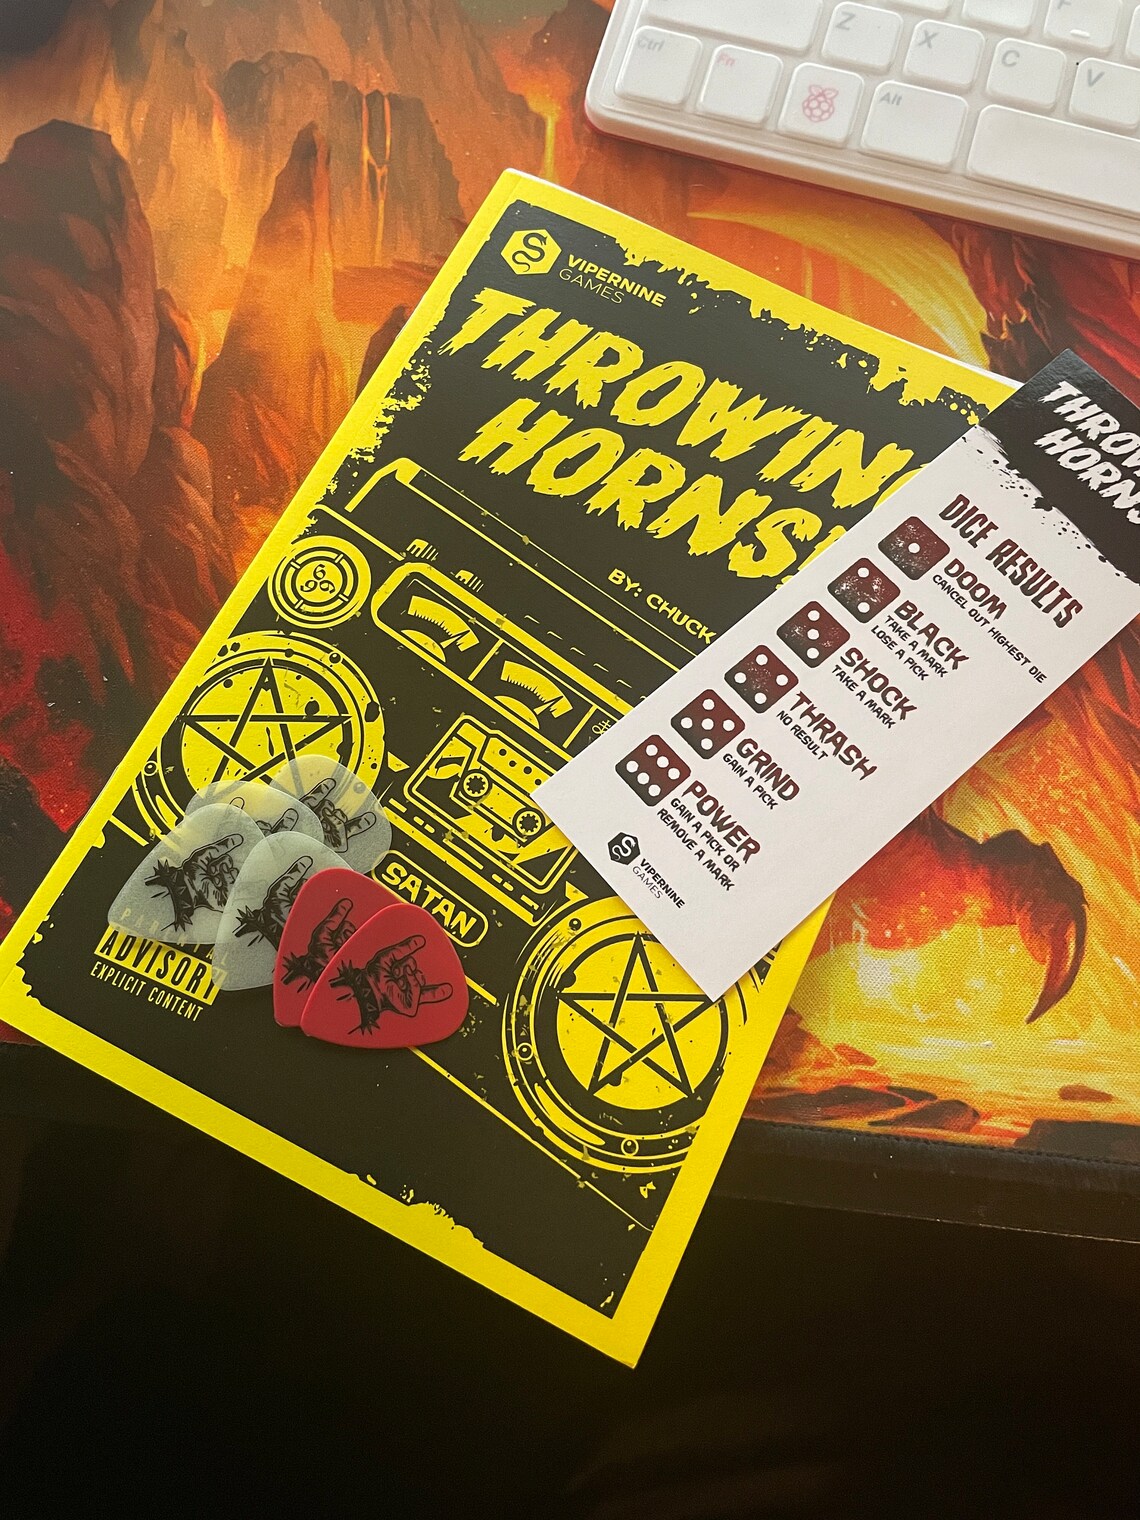 Ctrl
Fn
Alt
Z
X
C
V
F
VIPERNINE
GAMES
THROWING
HORNS
BY: CHUCK
666
SATAN
ADVISORY
EXPLICIT CONTENT
DICE RESULTS
DOOM
CANCEL OUT HIGHEST DIE
BLACK
TAKE A MARK
LOSE A PICK
SHOCK
TAKE A MARK
THRASH
NO RESULT
GRIND
GAIN A PICK
POWER
GAIN A PICK OR
REMOVE A MARK
VIPERNINE
GAMES